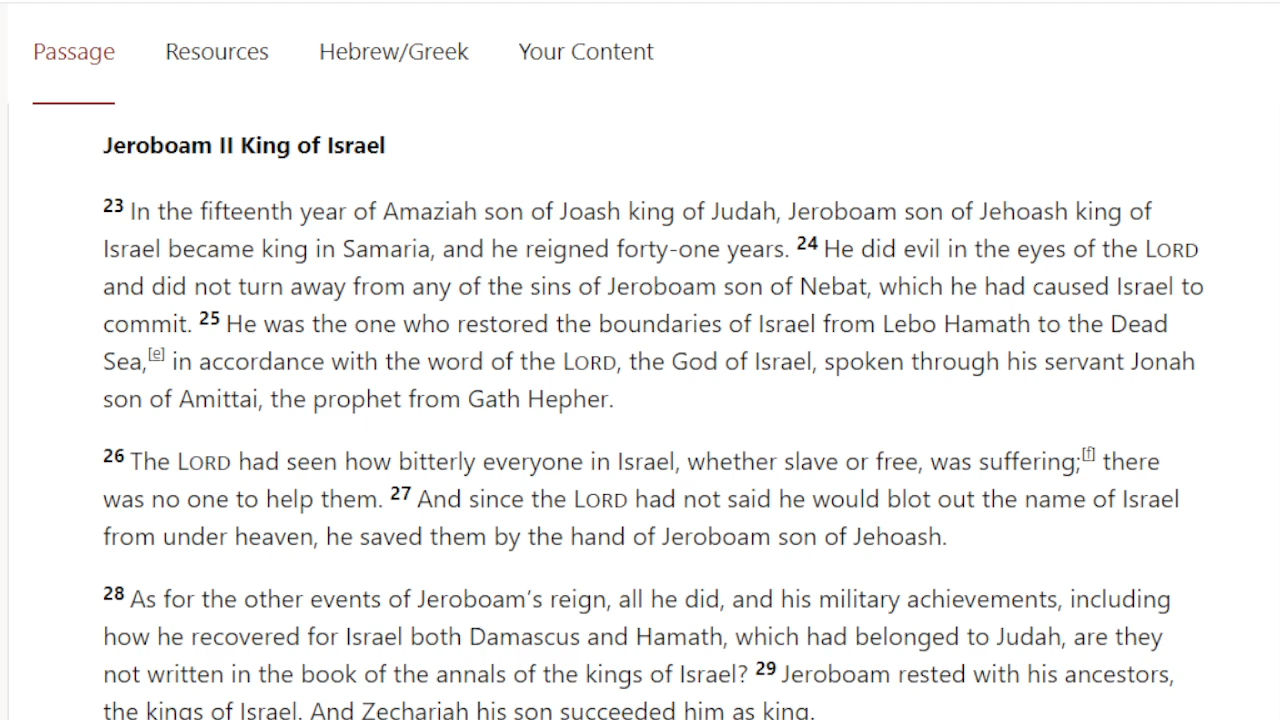 Passage Resources Hebrew/Greek Your Content
Jeroboam II King of Israel
23 In the fifteenth year of Amaziah son of Joash king of Judah, Jeroboam son of Jehoash king of
Israel became king in Samaria, and he reigned forty-one years. 24 He did evil in the eyes of the LORD
and did not turn away from any of the sins of Jeroboam son of Nebat, which he had caused Israel to
commit. 25 He was the one who restored the boundaries of Israel from Lebo Hamath to the Dead
Sea,[e] in accordance with the word of the LORD, the God of Israel, spoken through his servant Jonah
son of Amittai, the prophet from Gath Hepher.
26 The LORD had seen how bitterly everyone in Israel, whether slave or free, was suffering;[f] there
was no one to help them. 27 And since the LORD had not said he would blot out the name of Israel
from under heaven, he saved them by the hand of Jeroboam son of Jehoash.
28 As for the other events of Jeroboam’s reign, all he did, and his military achievements, including
how he recovered for Israel both Damascus and Hamath, which had belonged to Judah, are they
not written in the book of the annals of the kings of Israel? 29 Jeroboam rested with his ancestors,
the kings of Israel. And Zechariah his son succeeded him as king.